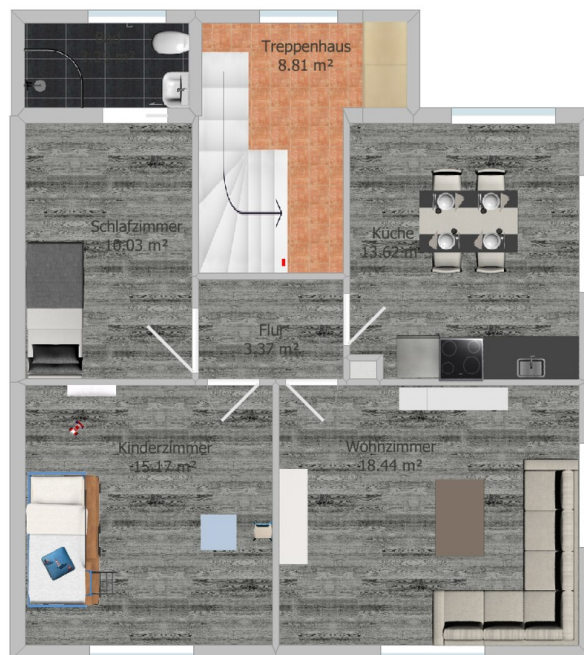 Treppenhaus
8.81 m²
Schlafzimmer
10.03 m²
Küche
13.62 m²
Flur
3.37 m²
Kinderzimmer
15.17 m²
Wohnzimmer
18.44 m²